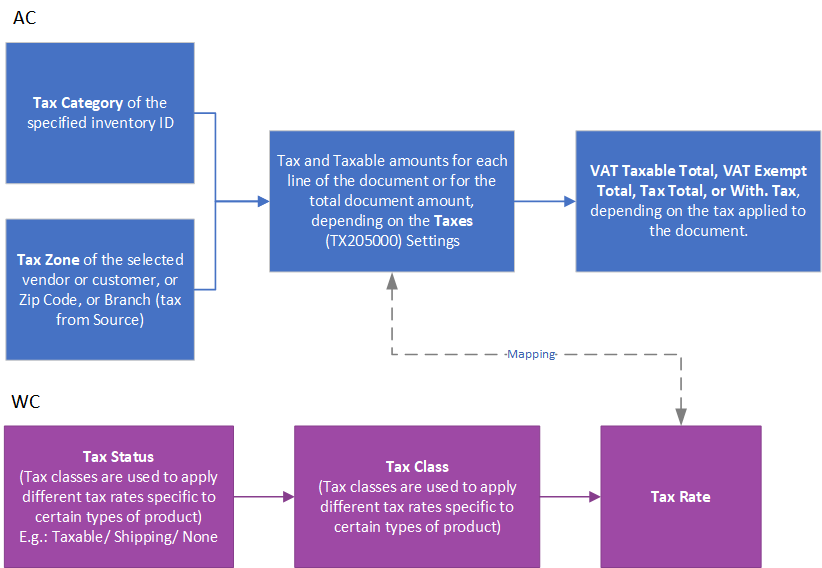 AC
Tax Category of the
specified inventory ID
Tax Zone of the selected
vendor or customer, or
Zip Code, or Branch (tax
from Source)
Tax and Taxable amounts for each
line of the document or for the
total document amount,
depending on the Taxes
(TX205000) Settings
VAT Taxable Total, VAT Exempt
Total, Tax Total, or With. Tax,
depending on the tax applied to
the document.
Mapping
WC
Tax Status
(Tax classes are used to apply
different tax rates specific to
certain types of product)
E.g.: Taxable/ Shipping/ None
Tax Class
(Tax classes are used to apply
different tax rates specific to
certain types of product)
Tax Rate